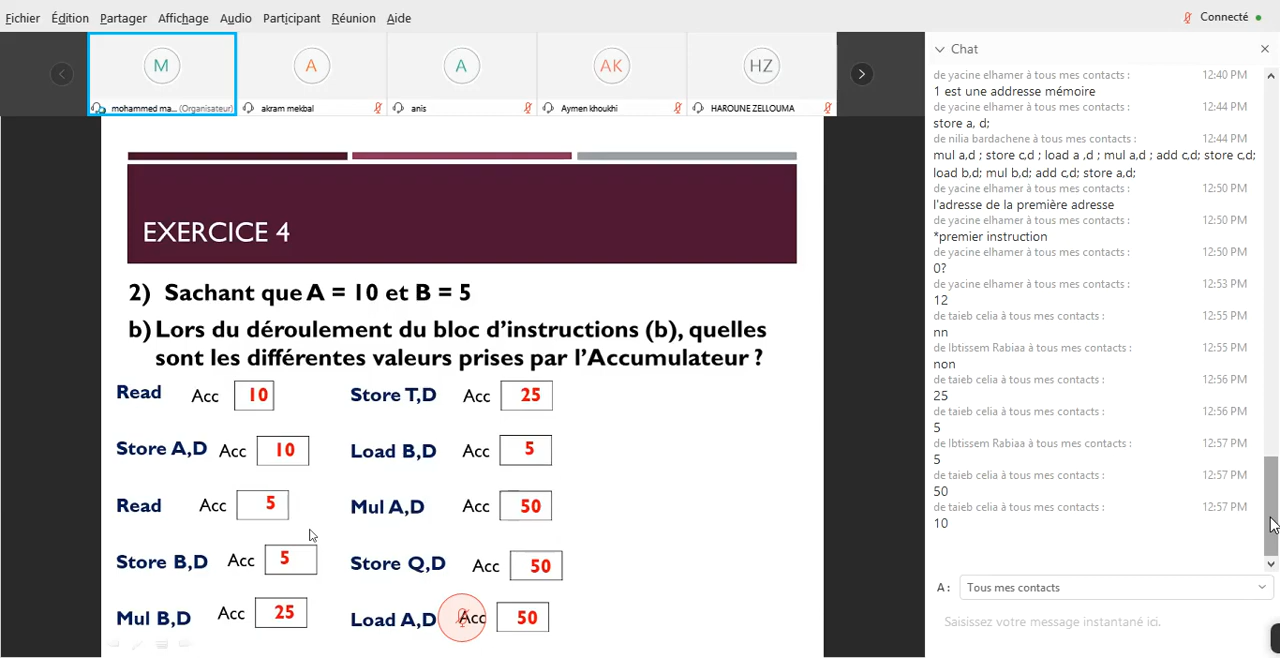 Fichier Édition Partager Affichage Audio Participant Réunion Aide
Connecté
M
A
A
AK
HZ
mohammed ma... (Organisateur)
akram mekbal
anis
Aymen khoukhi
HAROUNE ZELLOUMA
EXERCICE 4
2) Sachant que A = 10 et B = 5
b) Lors du déroulement du bloc d’instructions (b), quelles
sont les différentes valeurs prises par l’Accumulateur ?
Read Acc 10
Store A,D Acc 10
Read Acc 5
Store B,D Acc 5
Mul B,D Acc 25
Store T,D Acc 25
Load B,D Acc 5
Mul A,D Acc 50
Store Q,D Acc 50
Load A,D Acc 50
Chat
de yacine elhamer à tous mes contacts : 12:40 PM
1 est une addresse mémoire
de yacine elhamer à tous mes contacts : 12:44 PM
store a, d;
de nilia bardachene à tous mes contacts : 12:44 PM
mul a,d ; store c,d ; load a ,d ; mul a,d ; add c,d; store c,d;
load b,d; mul b,d; add c,d; store a,d;
de yacine elhamer à tous mes contacts : 12:50 PM
l'adresse de la première adresse
de yacine elhamer à tous mes contacts : 12:50 PM
*premier instruction
de yacine elhamer à tous mes contacts : 12:50 PM
0?
de yacine elhamer à tous mes contacts : 12:53 PM
12
de taieb celia à tous mes contacts : 12:55 PM
nn
de Ibtissem Rabiaa à tous mes contacts : 12:55 PM
non
de taieb celia à tous mes contacts : 12:56 PM
25
de taieb celia à tous mes contacts : 12:56 PM
5
de Ibtissem Rabiaa à tous mes contacts : 12:57 PM
5
de taieb celia à tous mes contacts : 12:57 PM
50
de taieb celia à tous mes contacts : 12:57 PM
10
A : Tous mes contacts
Saisissez votre message instantané ici.